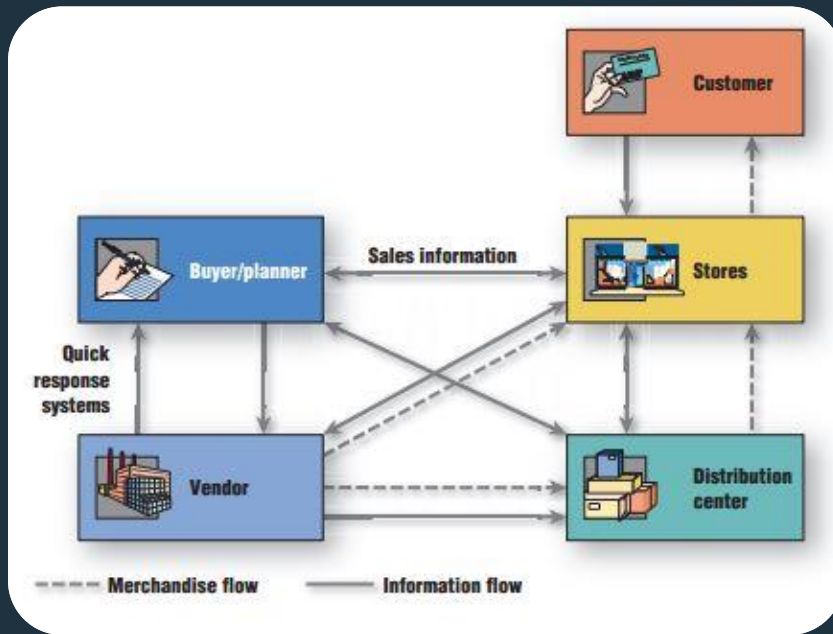 Customer
Buyer/planner
Sales information
Stores
Quick
response
systems
Vendor
Distribution
center
Merchandise flow
Information flow